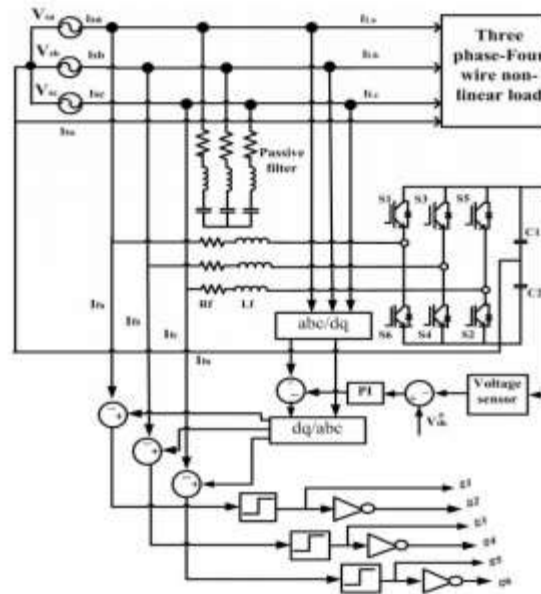 Vsa
Isa
ILa
Vsb
Isb
ILb
Vsc
Isc
ILc
Three
phase-Four
wire non-
linear load
Passive
filter
S1
S3
S5
C1
C2
Rf
Lf
S6
S4
S2
abc/dq
PI
Voltage
sensor
dq/abc
g1
g2
g3
g4
g5
g6